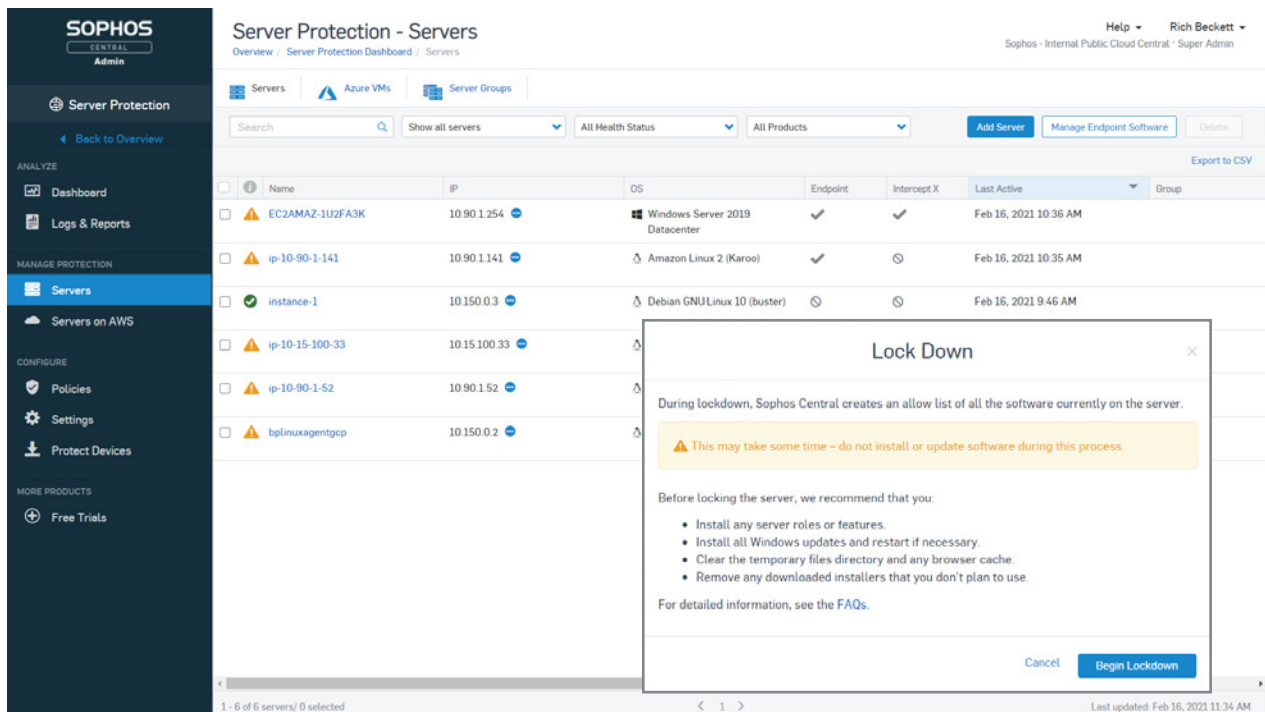 SOPHOS
CENTRAL
Admin
Server Protection
Back to Overview
ANALYZE
Dashboard
Logs & Reports
MANAGE PROTECTION
Servers
Servers on AWS
CONFIGURE
Policies
Settings
Protect Devices
MORE PRODUCTS
Free Trials
Server Protection - Servers
Overview / Server Protection Dashboard / Servers
Help Rich Beckett
Sophos - Internal Public Cloud Central · Super Admin
Servers Azure VMs Server Groups
Search Show all servers All Health Status All Products Add Server Manage Endpoint Software Delete
Export to CSV
Name IP OS Endpoint Intercept X Last Active Group
EC2AMAZ-1U2FA3K 10.90.1.254 Windows Server 2019 Feb 16, 2021 10:36 AM
Datacenter
ip-10-90-1-141 10.90.1.141 Amazon Linux 2 (Karoo) Feb 16, 2021 10:35 AM
instance-1 10.150.0.3 Debian GNU/Linux 10 (buster) Feb 16, 2021 9:46 AM
ip-10-15-100-33 10.15.100.33
ip-10-90-1-52 10.90.1.52
bplinuxagentgcp 10.150.0.2
Lock Down
During lockdown, Sophos Central creates an allow list of all the software currently on the server.
This may take some time – do not install or update software during this process.
Before locking the server, we recommend that you:
• Install any server roles or features.
• Install all Windows updates and restart if necessary.
• Clear the temporary files directory and any browser cache.
• Remove any downloaded installers that you don't plan to use.
For detailed information, see the FAQs.
Cancel Begin Lockdown
1 - 6 of 6 servers/ 0 selected 1 Last updated: Feb 16, 2021 11:34 AM